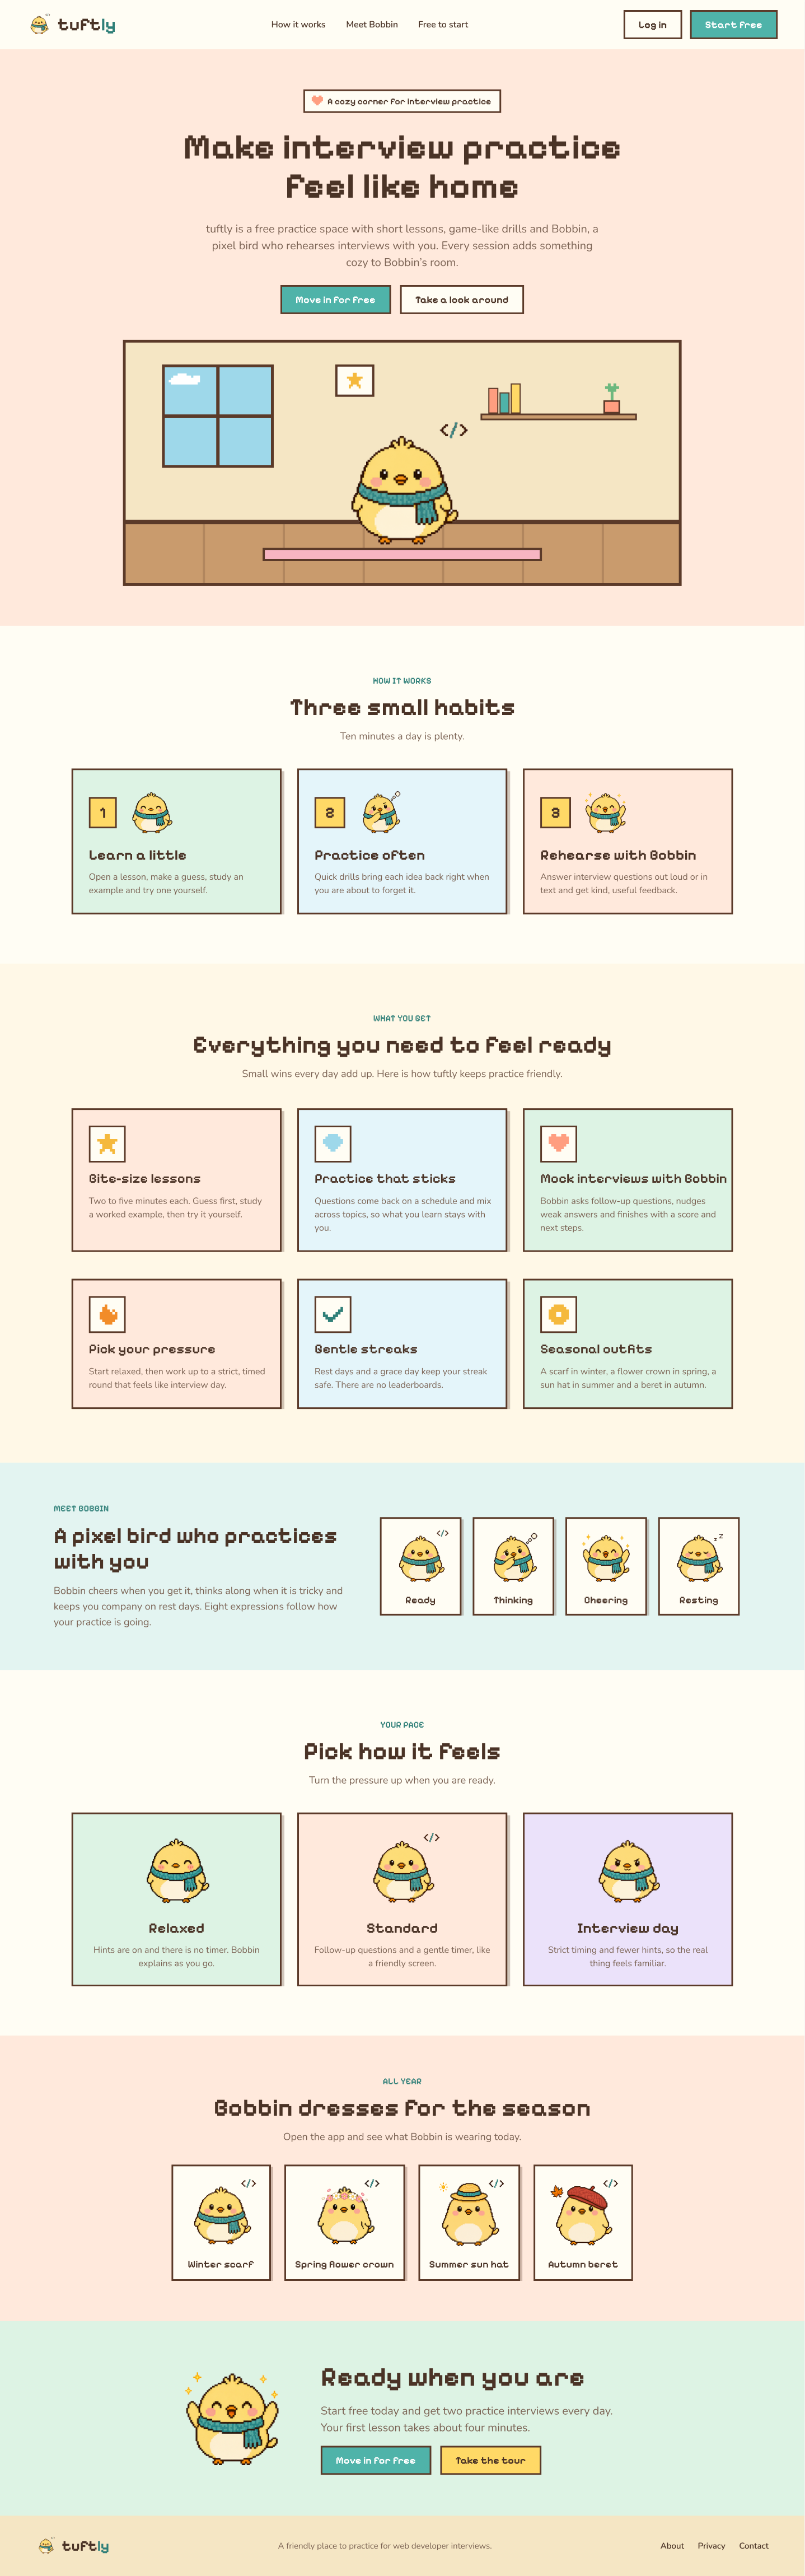 tuftly
How it works
Meet Bobbin
Free to start
Log in
Start free
A cozy corner for interview practice
Make interview practice
feel like home
tuftly is a free practice space with short lessons, game-like drills and Bobbin, a
pixel bird who rehearses interviews with you. Every session adds something
cozy to Bobbin's room.
Move in for free
Take a look around
</>
HOW IT WORKS
Three small habits
Ten minutes a day is plenty.
1
Learn a little
Open a lesson, make a guess, study an
example and try one yourself.
2
Practice often
Quick drills bring each idea back right when
you are about to forget it.
3
Rehearse with Bobbin
Answer interview questions out loud or in
text and get kind, useful feedback.
WHAT YOU GET
Everything you need to feel ready
Small wins every day add up. Here is how tuftly keeps practice friendly.
Bite-size lessons
Two to five minutes each. Guess first, study
a worked example, then try it yourself.
Practice that sticks
Questions come back on a schedule and mix
across topics, so what you learn stays with
you.
Mock interviews with Bobbin
Bobbin asks follow-up questions, nudges
weak answers and finishes with a score and
next steps.
Pick your pressure
Start relaxed, then work up to a strict, timed
round that feels like interview day.
Gentle streaks
Rest days and a grace day keep your streak
safe. There are no leaderboards.
Seasonal outfits
A scarf in winter, a flower crown in spring, a
sun hat in summer and a beret in autumn.
MEET BOBBIN
A pixel bird who practices
with you
Bobbin cheers when you get it, thinks along when it is tricky and
keeps you company on rest days. Eight expressions follow how
your practice is going.
</>
Ready
Thinking
Cheering
z z
Resting
YOUR PACE
Pick how it feels
Turn the pressure up when you are ready.
Relaxed
Hints are on and there is no timer. Bobbin
explains as you go.
</>
Standard
Follow-up questions and a gentle timer, like
a friendly screen.
Interview day
Strict timing and fewer hints, so the real
thing feels familiar.
ALL YEAR
Bobbin dresses for the season
Open the app and see what Bobbin is wearing today.
</>
Winter scarf
</>
Spring flower crown
</>
Summer sun hat
</>
Autumn beret
Ready when you are
Start free today and get two practice interviews every day.
Your first lesson takes about four minutes.
Move in for free
Take the tour
tuftly
A friendly place to practice for web developer interviews.
About
Privacy
Contact